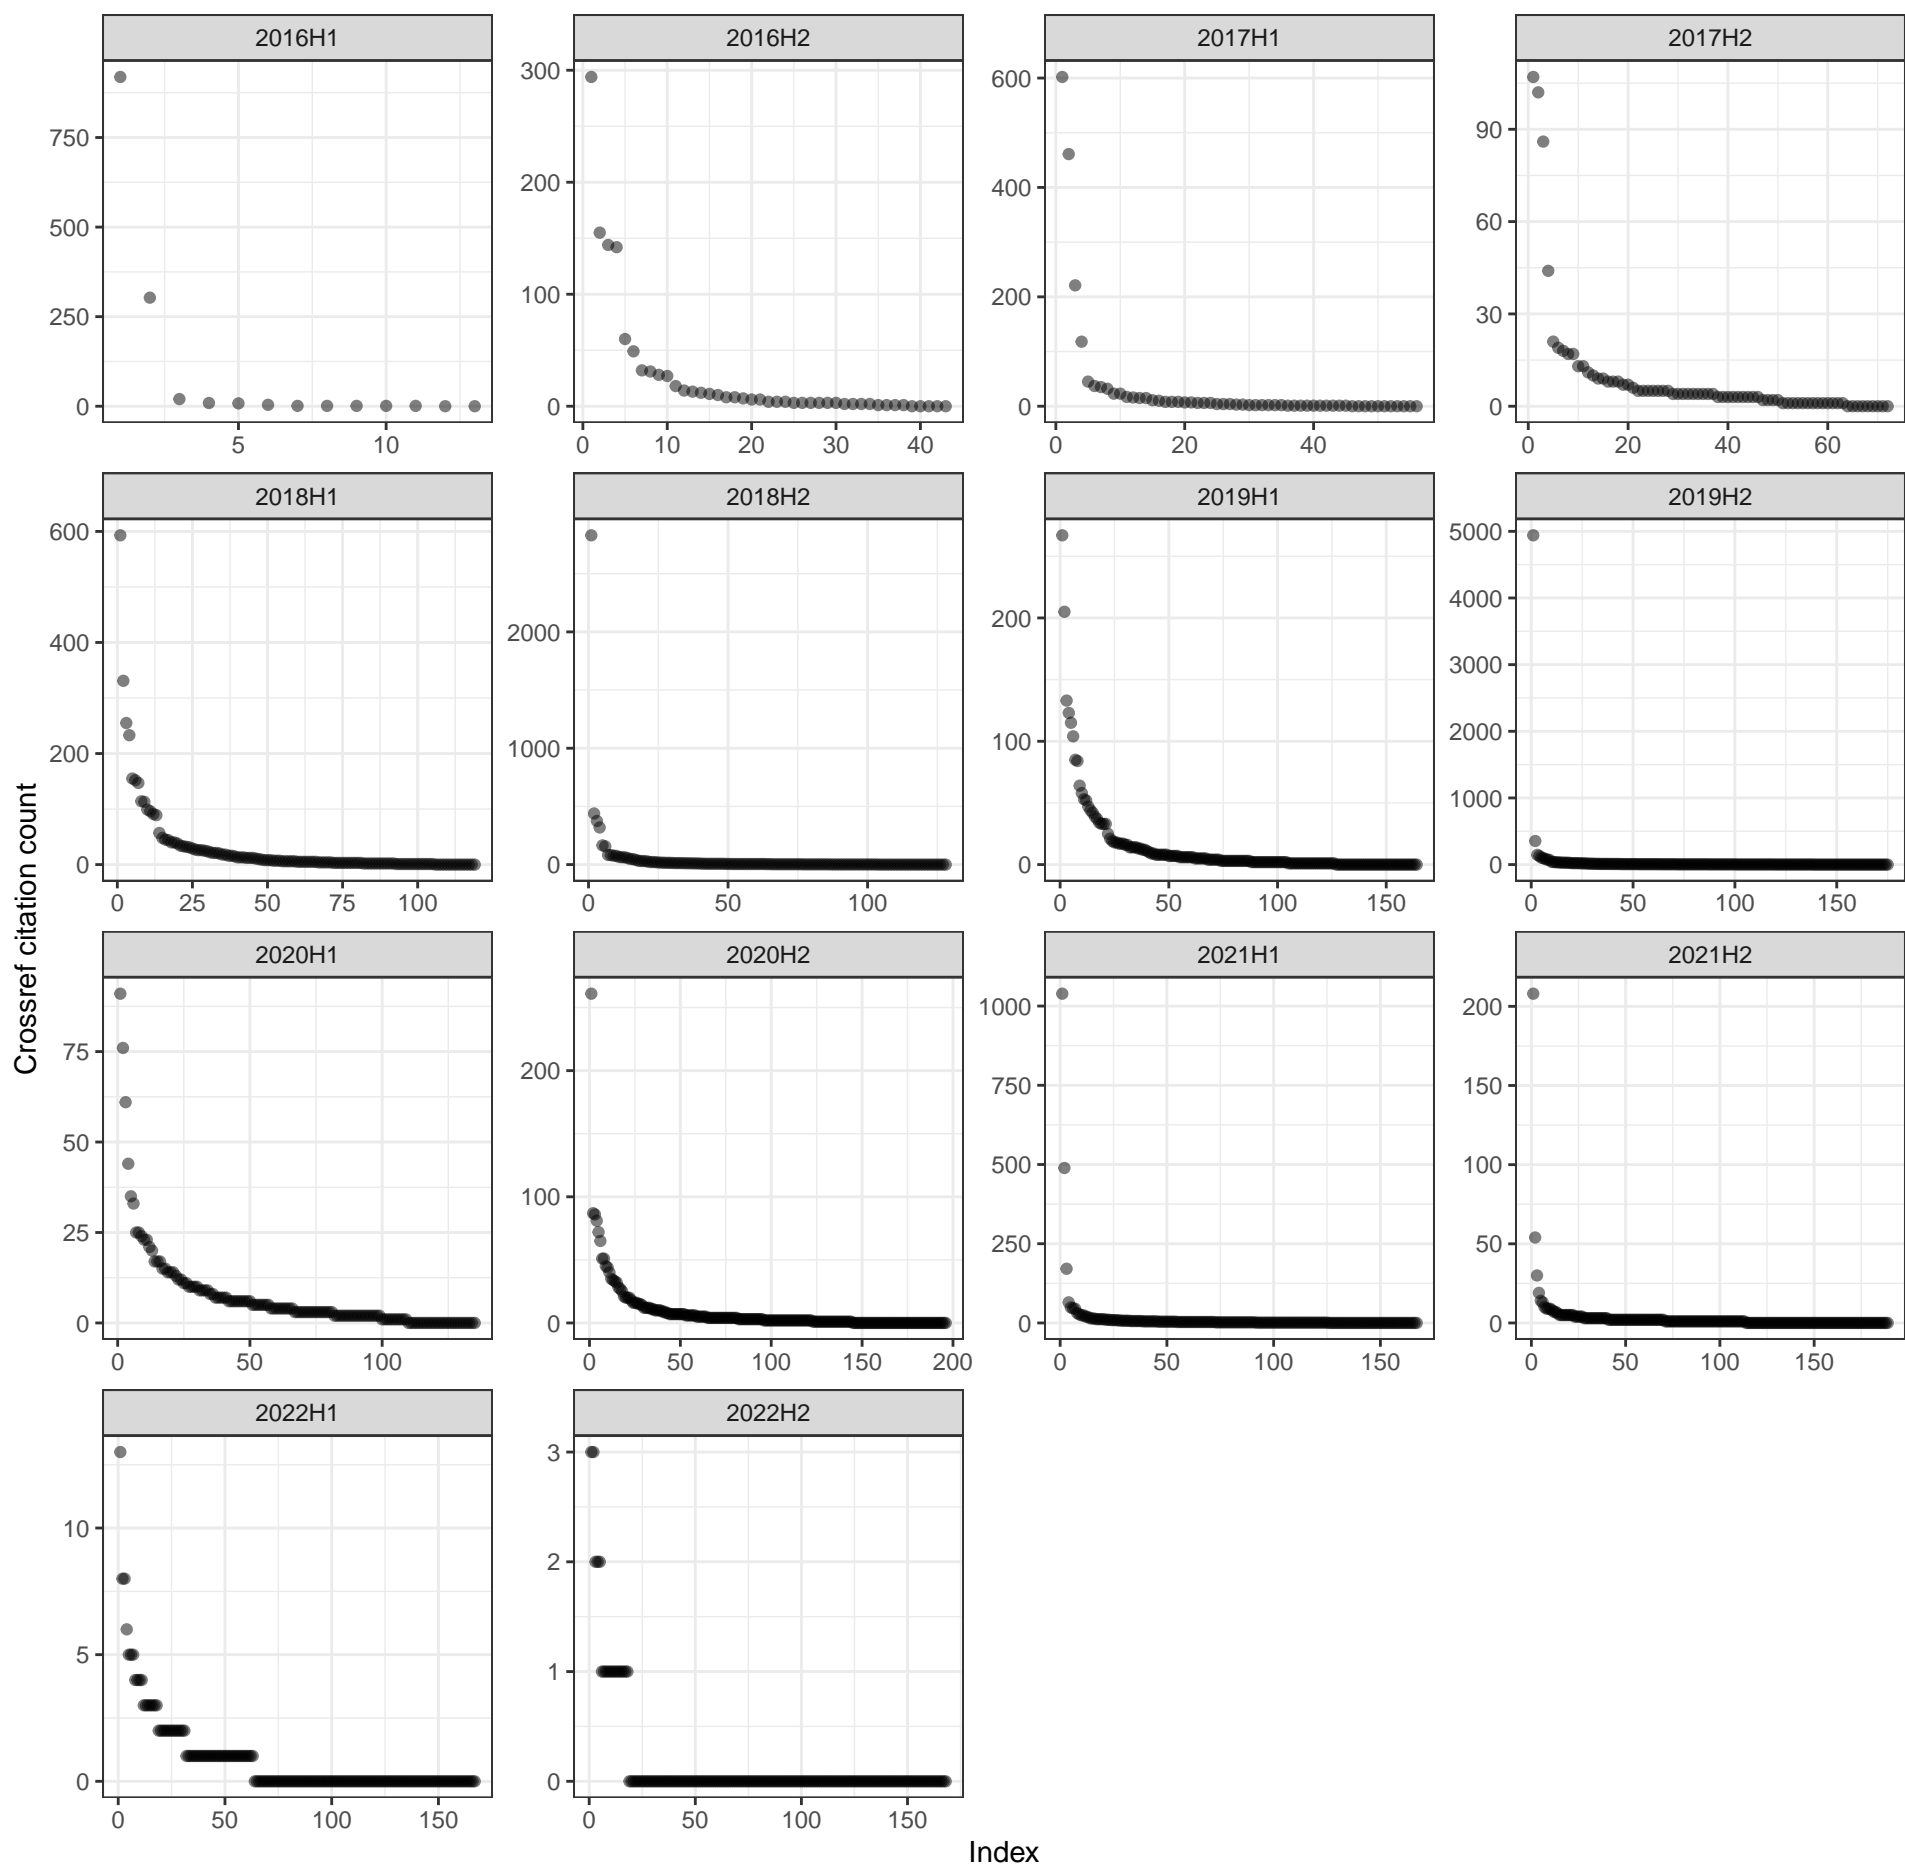 2016H1 2016H2 2017H1 2017H2
750 500 250 0
300 200 100 0
600 400 200 0
90 60 30 0
5 10
0 10 20 30 40
0 20 40
0 20 40 60
2018H1 2018H2 2019H1 2019H2
600 400 200 0
2000 1000 0
200 100 0
5000 4000 3000 2000 1000 0
0 25 50 75 100
0 50 100
0 50 100 150
0 50 100 150
Crossref citation count
2020H1 2020H2 2021H1 2021H2
75 50 25 0
200 100 0
1000 750 500 250 0
200 150 100 50 0
0 50 100
0 50 100 150 200
0 50 100 150
0 50 100 150
2022H1 2022H2
10 5 0
3 2 1 0
0 50 100 150
0 50 100 150
Index